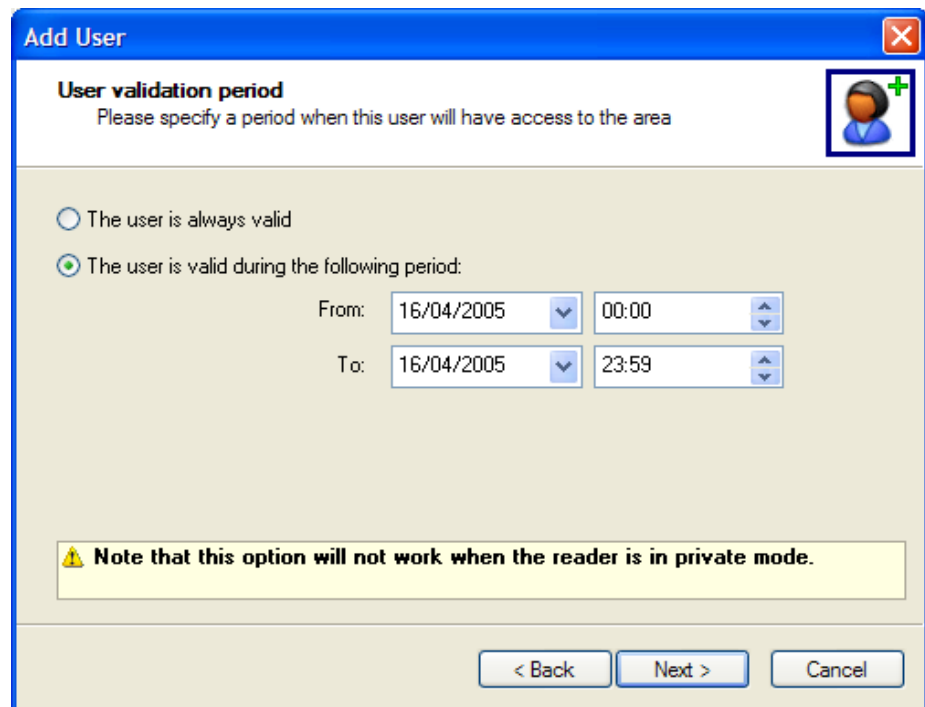 Add User
User validation period
Please specify a period when this user will have access to the area
The user is always valid
The user is valid during the following period:
From: 16/04/2005 00:00
To: 16/04/2005 23:59
Note that this option will not work when the reader is in private mode.
< Back Next > Cancel